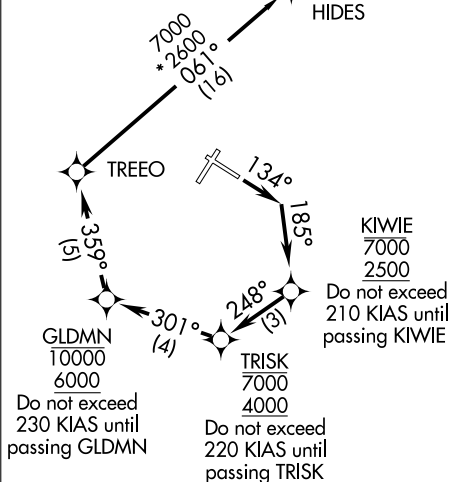 HIDES
7000
*2600
061°
(16)
TREEO
134°
185°
359°
(5)
KIWIE
7000
2500
Do not exceed
210 KIAS until
passing KIWIE
248°
(3)
301°
(4)
GLDMN
10000
6000
Do not exceed
230 KIAS until
passing GLDMN
TRISK
7000
4000
Do not exceed
220 KIAS until
passing TRISK